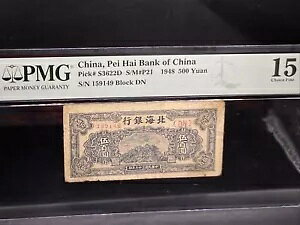 PMG
PAPER MONEY GUARANTY
China, Pei Hai Bank of China
Pick# S3622D S/M#P21 1948 500 Yuan
S/N 159149 Block DN
15
Choice Fine
行銀海北
159149